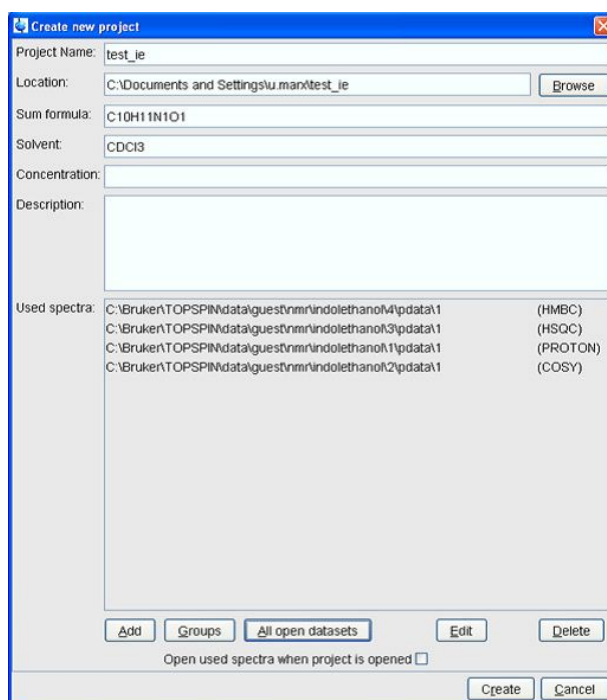 Create new project
Project Name: test_ie
Location: C:\Documents and Settings\u.marx\test_ie Browse
Sum formula: C10H11N1O1
Solvent: CDCl3
Concentration:
Description:
Used spectra: C:\Bruker\TOPSPIN\data\guest\nmr\indolethanol\4\pdata\1 (HMBC)
C:\Bruker\TOPSPIN\data\guest\nmr\indolethanol\3\pdata\1 (HSQC)
C:\Bruker\TOPSPIN\data\guest\nmr\indolethanol\1\pdata\1 (PROTON)
C:\Bruker\TOPSPIN\data\guest\nmr\indolethanol\2\pdata\1 (COSY)
Add Groups All open datasets Edit Delete
Open used spectra when project is opened
Create Cancel